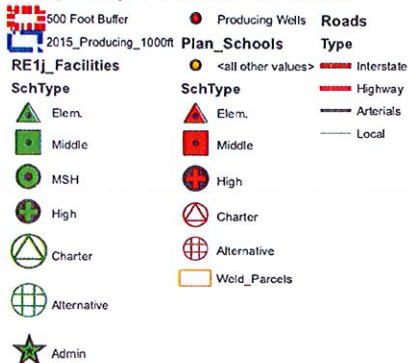 500 Foot Buffer
2015_Producing_1000ft
RE1j_Facilities
SchType
Elem.
Middle
MSH
High
Charter
Alternative
Admin
Producing Wells
Plan_Schools
<all other values>
SchType
Elem.
Middle
High
Charter
Alternative
Weld_Parcels
Roads
Type
Interstate
Highway
Arterials
Local